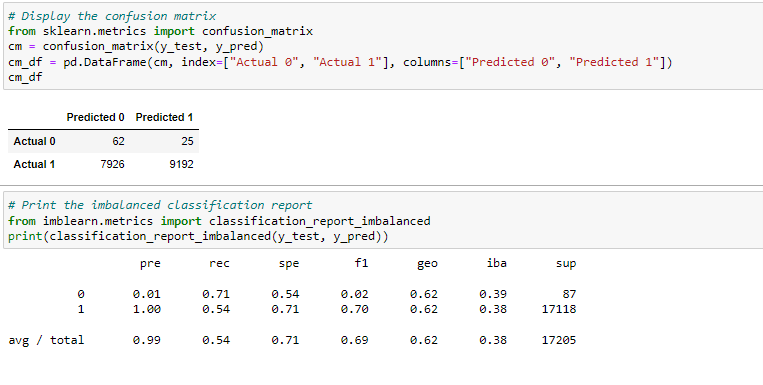 # Display the confusion matrix
from sklearn.metrics import confusion_matrix
cm = confusion_matrix(y_test, y_pred)
cm_df = pd.DataFrame(cm, index=["Actual 0", "Actual 1"], columns=["Predicted 0", "Predicted 1"])
cm_df
Predicted 0 Predicted 1
Actual 0 62 25
Actual 1 7926 9192
# Print the imbalanced classification report
from imblearn.metrics import classification_report_imbalanced
print(classification_report_imbalanced(y_test, y_pred))
pre rec spe f1 geo iba sup
0 0.01 0.71 0.54 0.02 0.62 0.39 87
1 1.00 0.54 0.71 0.70 0.62 0.38 17118
avg / total 0.99 0.54 0.71 0.69 0.62 0.38 17205